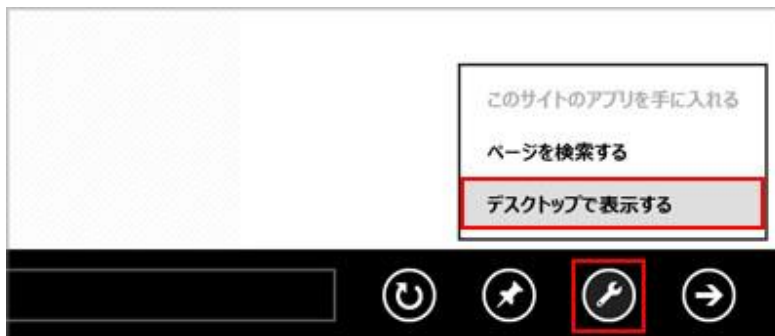 このサイトのアプリを手に入れる
ページを検索する
デスクトップで表示する